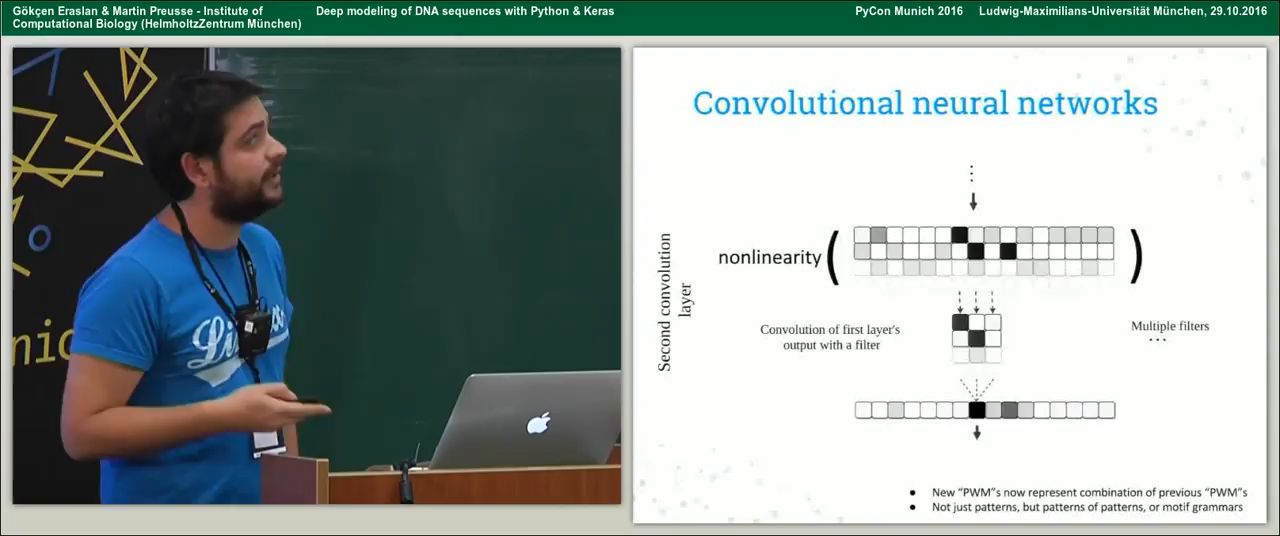 Gökçen Eraslan & Martin Preusse - Institute of
Computational Biology (HelmholtzZentrum München)
Deep modeling of DNA sequences with Python & Keras
PyCon Munich 2016
Ludwig-Maximilians-Universität München, 29.10.2016
Convolutional neural networks
Second convolution
layer
nonlinearity
Convolution of first layer's
output with a filter
Multiple filters
...
● New “PWM”s now represent combination of previous “PWM”s
● Not just patterns, but patterns of patterns, or motif grammars